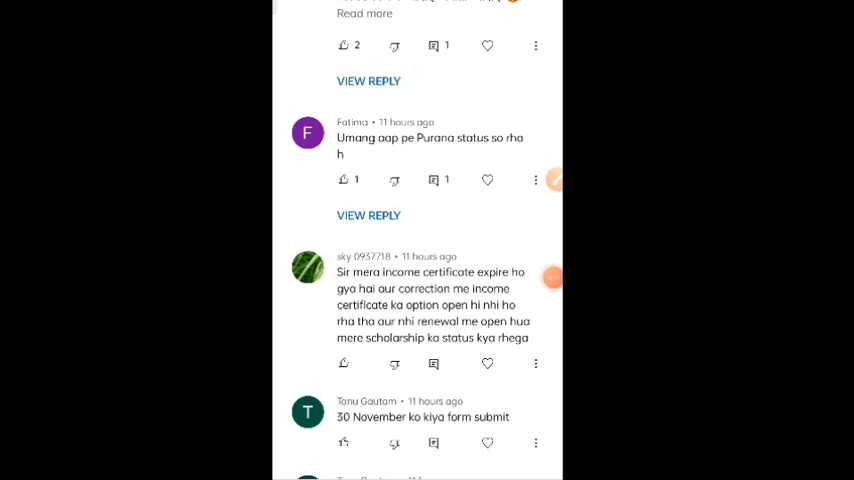 Read more
2
1
VIEW REPLY
Fatima • 11 hours ago
F
Umang aap pe Purana status so rha
h
1
1
VIEW REPLY
sky 0937718 • 11 hours ago
Sir mera income certificate expire ho
gya hai aur correction me income
certificate ka option open hi nhi ho
rha tha aur nhi renewal me open hua
mere scholarship ka status kya rhega
Tanu Gautam • 11 hours ago
T
30 November ko kiya form submit